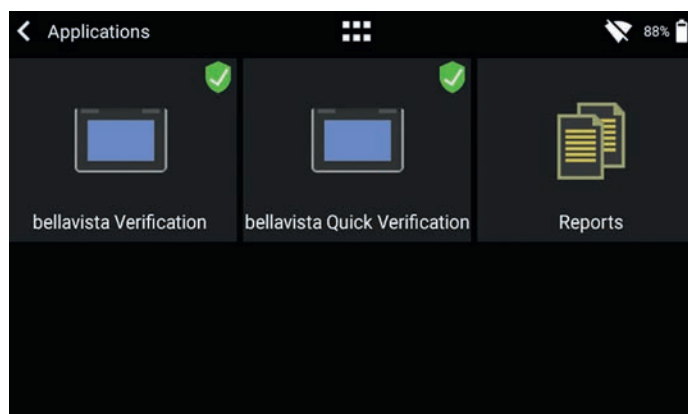 Applications
88%
bellavista Verification
bellavista Quick Verification
Reports